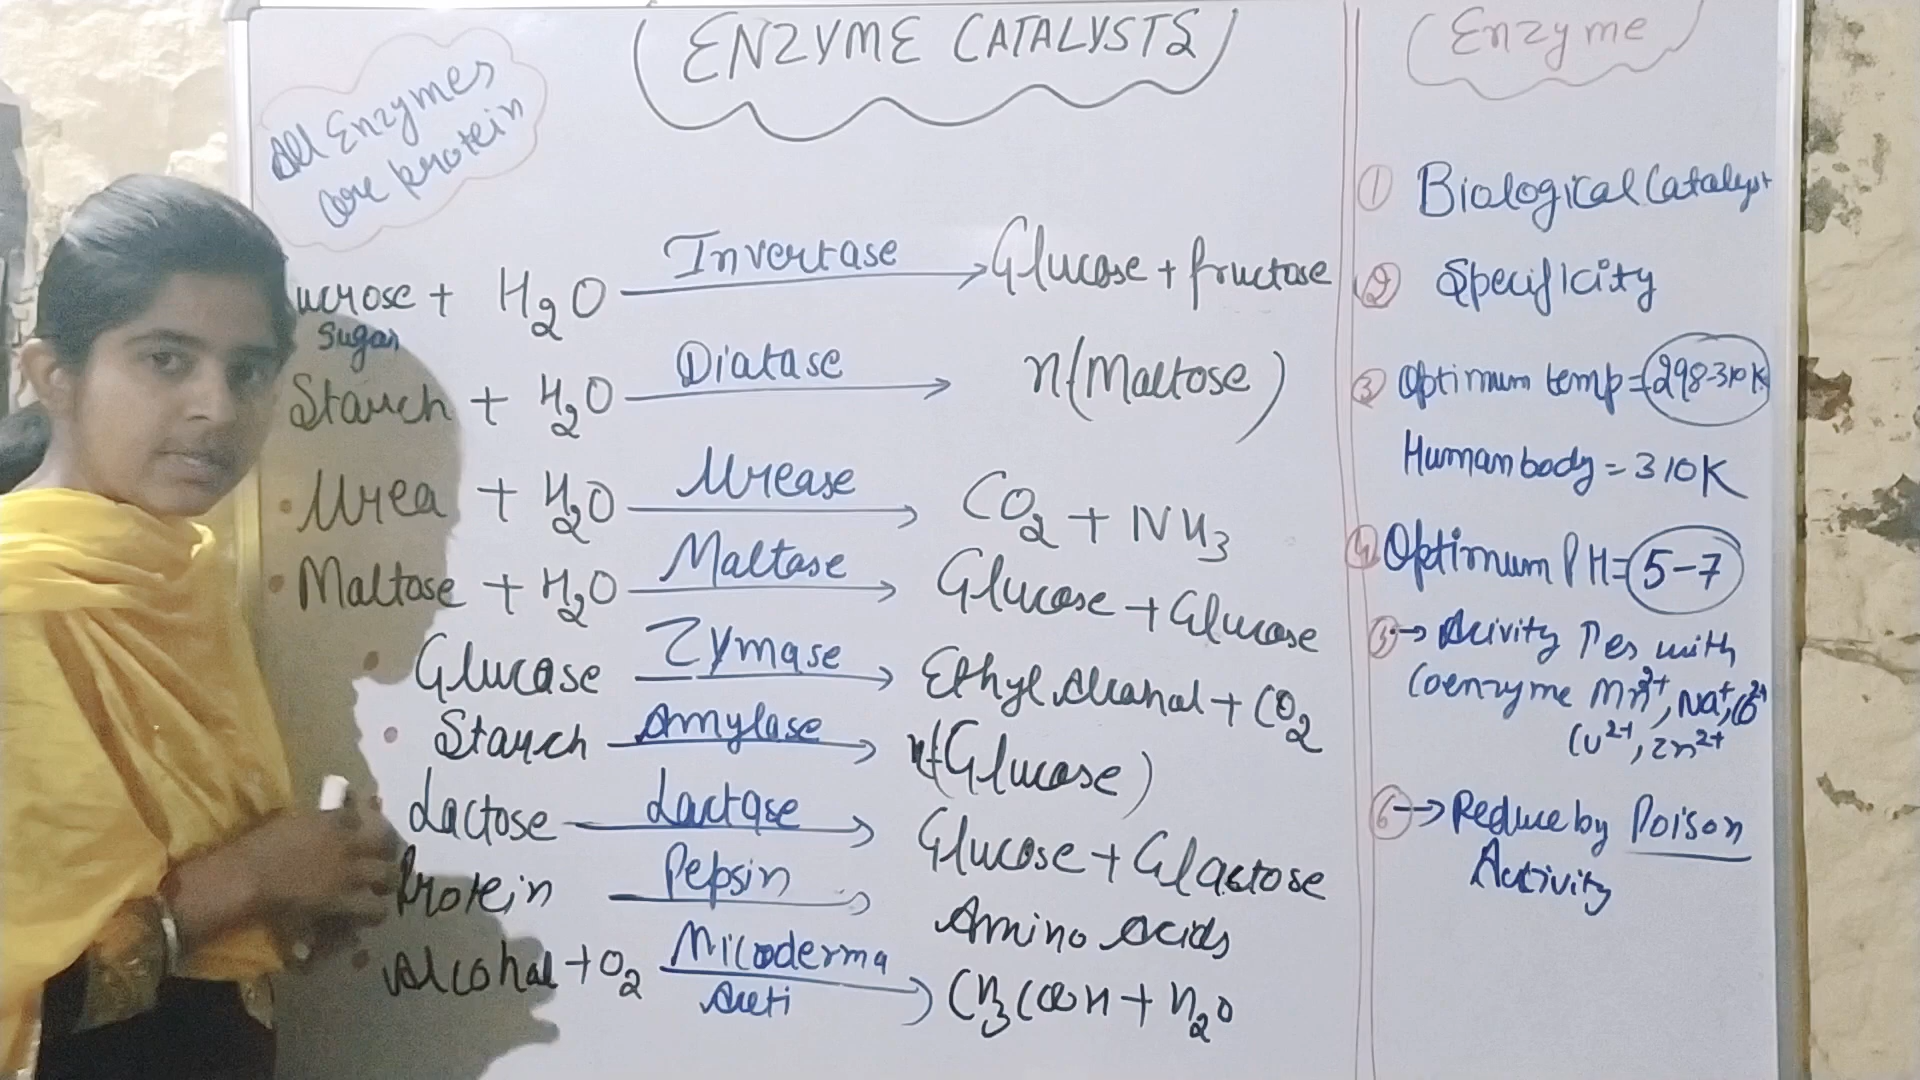 ENZYME CATALYSTS
All Enzymes
are protein
ucrose + H2O Invertase → Glucose + fructose
Sugar
Starch + H2O Diatase → n(Maltose)
Urea + H2O Urease → CO2 + NH3
Maltose + H2O Maltase → Glucose + Glucose
Glucose Zymase → Ethyl Alcohal + CO2
Starch Amylase → n(Glucose)
Lactose Lactase → Glucose + Glactose
Protein Pepsin → Amino Acids
Alcohal + O2 Micoderma Aceti → CH3COOH + H2O
Enzyme
① Biological Catalyst
② Specificity
③ Optimum temp = 298-310K
Human body = 310K
④ Optimum PH = 5-7
⑤ → Acivity ↑es with
Coenzyme Mn2+, Na+, Co2+
Cu2+, Zn2+
⑥ → Reduce by Poison
Activity